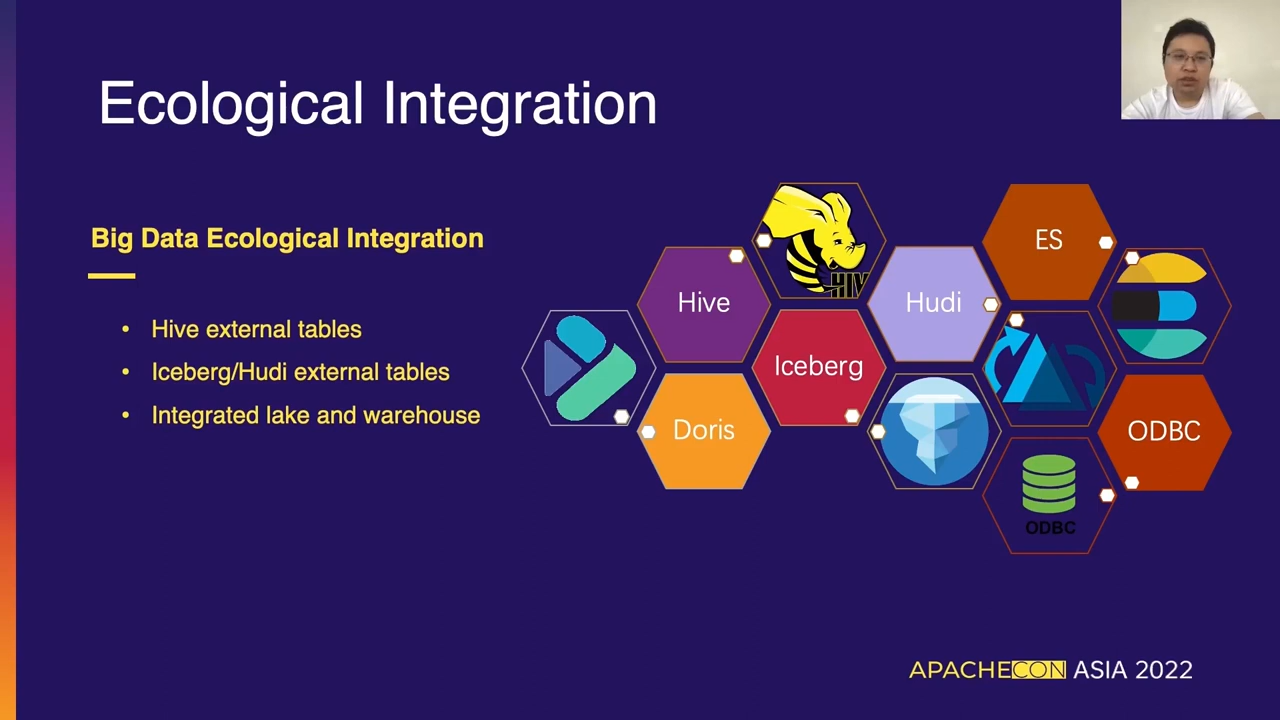 Ecological Integration
Big Data Ecological Integration
• Hive external tables
• Iceberg/Hudi external tables
• Integrated lake and warehouse
Hive
HIV
Doris
Iceberg
Hudi
ES
ODBC
ODBC
APACHECON ASIA 2022